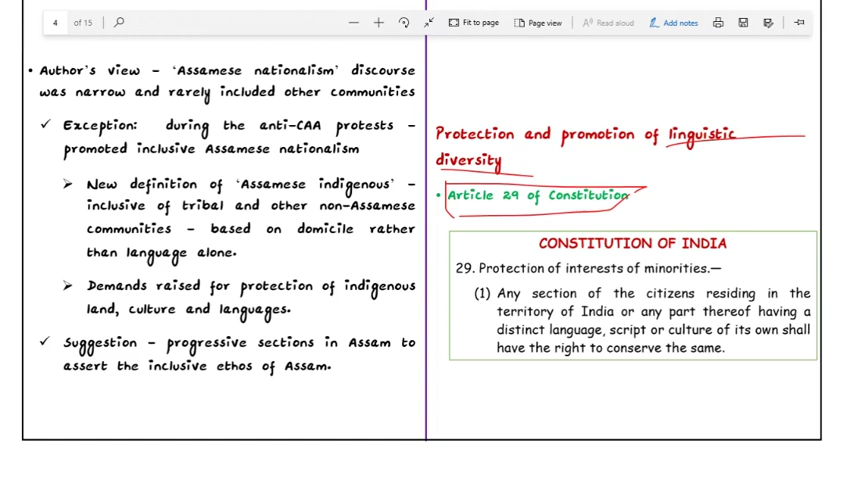 4 of 15 Fit to page Page view Read aloud Add notes
• Author's view – 'Assamese nationalism' discourse
was narrow and rarely included other communities
✓ Exception: during the anti-CAA protests –
promoted inclusive Assamese nationalism
➢ New definition of 'Assamese indigenous' –
inclusive of tribal and other non-Assamese
communities – based on domicile rather
than language alone.
➢ Demands raised for protection of indigenous
land, culture and languages.
✓ Suggestion – progressive sections in Assam to
assert the inclusive ethos of Assam.
Protection and promotion of linguistic
diversity
• Article 29 of Constitution
CONSTITUTION OF INDIA
29. Protection of interests of minorities.—
(1) Any section of the citizens residing in the
territory of India or any part thereof having a
distinct language, script or culture of its own shall
have the right to conserve the same.